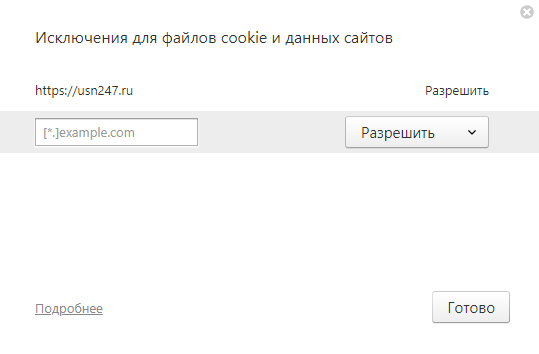 Исключения для файлов cookie и данных сайтов
https://usn247.ru Разрешить
[*.]example.com Разрешить
Подробнее Готово